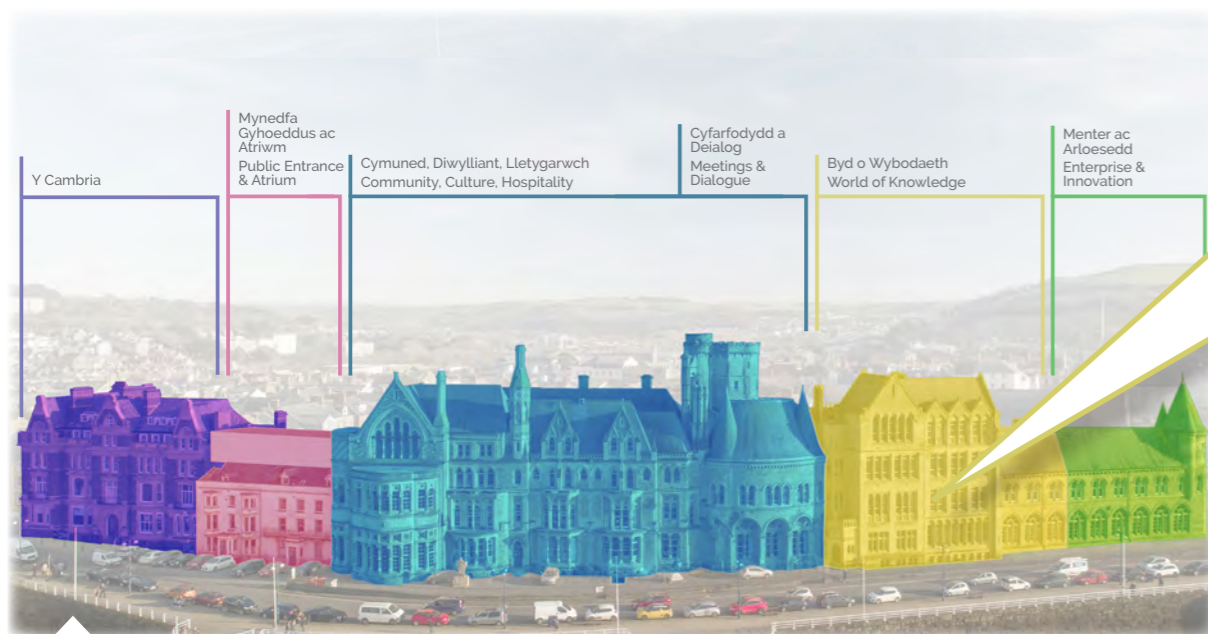 Y Cambria
Mynedfa
Gyhoeddus ac
Atriwm
Public Entrance
& Atrium
Cymuned, Diwylliant, Lletygarwch
Community, Culture, Hospitality
Cyfarfodydd a
Deialog
Meetings &
Dialogue
Byd o Wybodaeth
World of Knowledge
Menter ac
Arloesedd
Enterprise &
Innovation